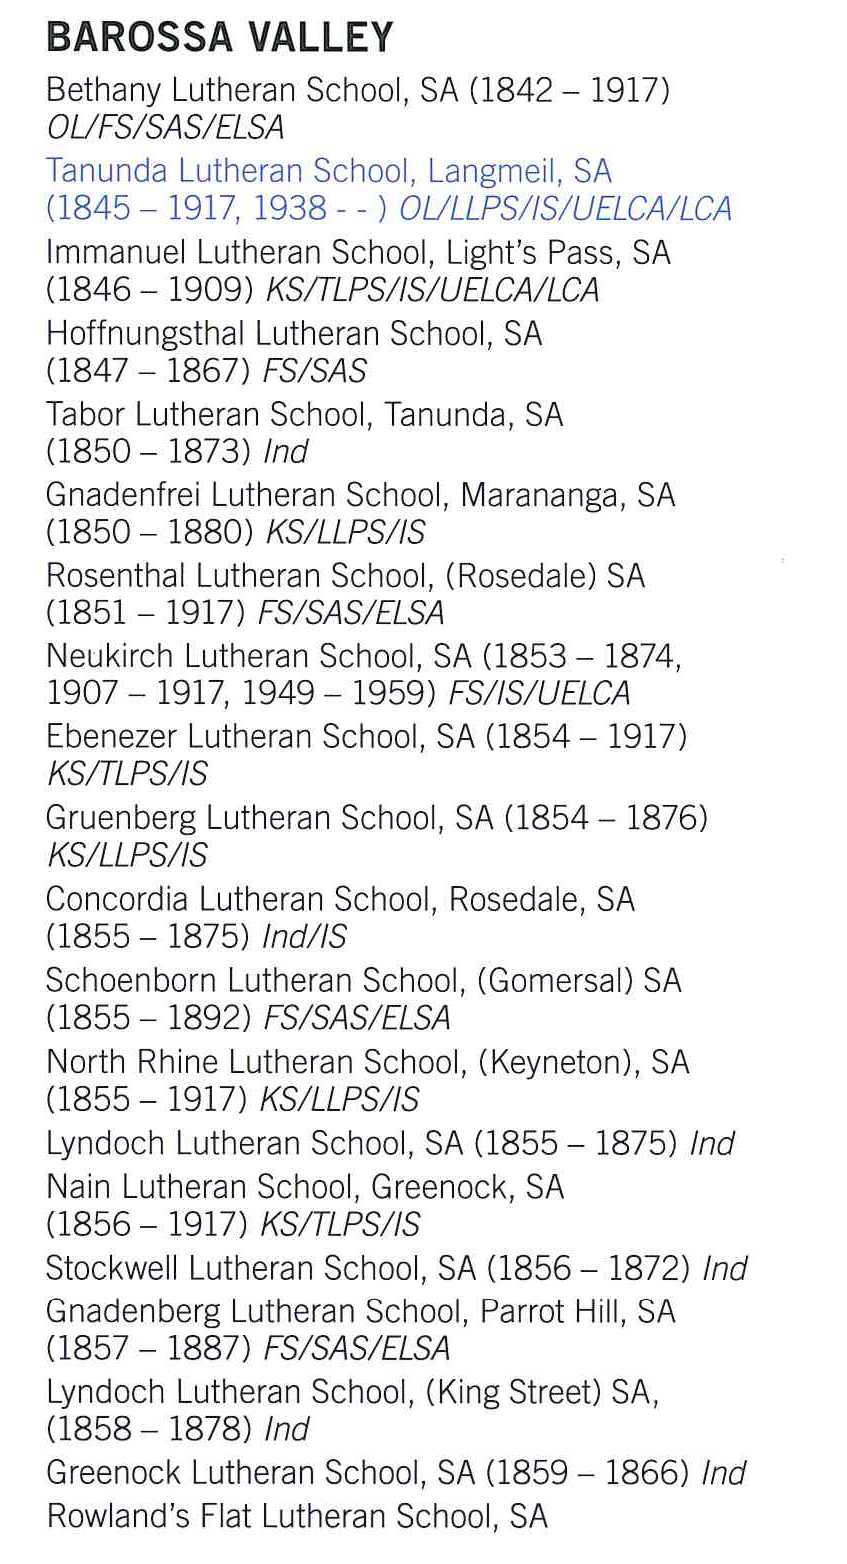 BAROSSA VALLEY
Bethany Lutheran School, SA (1842 – 1917)
OL/FS/SAS/ELSA
Tanunda Lutheran School, Langmeil, SA
(1845 – 1917, 1938 - - ) OL/LLPS/IS/UELCA/LCA
Immanuel Lutheran School, Light’s Pass, SA
(1846 – 1909) KS/TLPS/IS/UELCA/LCA
Hoffnungsthal Lutheran School, SA
(1847 – 1867) FS/SAS
Tabor Lutheran School, Tanunda, SA
(1850 – 1873) Ind
Gnadenfrei Lutheran School, Marananga, SA
(1850 – 1880) KS/LLPS/IS
Rosenthal Lutheran School, (Rosedale) SA
(1851 – 1917) FS/SAS/ELSA
Neukirch Lutheran School, SA (1853 – 1874,
1907 – 1917, 1949 – 1959) FS/IS/UELCA
Ebenezer Lutheran School, SA (1854 – 1917)
KS/TLPS/IS
Gruenberg Lutheran School, SA (1854 – 1876)
KS/LLPS/IS
Concordia Lutheran School, Rosedale, SA
(1855 – 1875) Ind/IS
Schoenborn Lutheran School, (Gomersal) SA
(1855 – 1892) FS/SAS/ELSA
North Rhine Lutheran School, (Keyneton), SA
(1855 – 1917) KS/LLPS/IS
Lyndoch Lutheran School, SA (1855 – 1875) Ind
Nain Lutheran School, Greenock, SA
(1856 – 1917) KS/TLPS/IS
Stockwell Lutheran School, SA (1856 – 1872) Ind
Gnadenberg Lutheran School, Parrot Hill, SA
(1857 – 1887) FS/SAS/ELSA
Lyndoch Lutheran School, (King Street) SA,
(1858 – 1878) Ind
Greenock Lutheran School, SA (1859 – 1866) Ind
Rowland’s Flat Lutheran School, SA